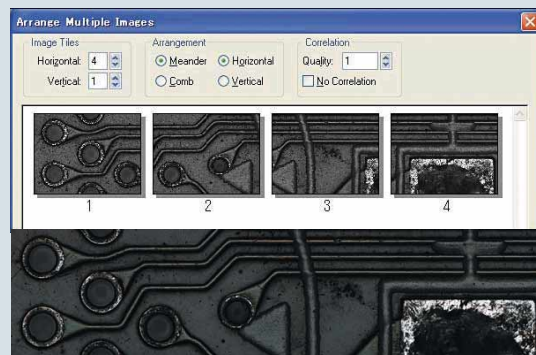 Arrange Multiple Images
Image Tiles
Horizontal: 4
Vertical: 1
Arrangement
Meander Horizontal
Comb Vertical
Correlation
Quality: 1
No Correlation
1 2 3 4